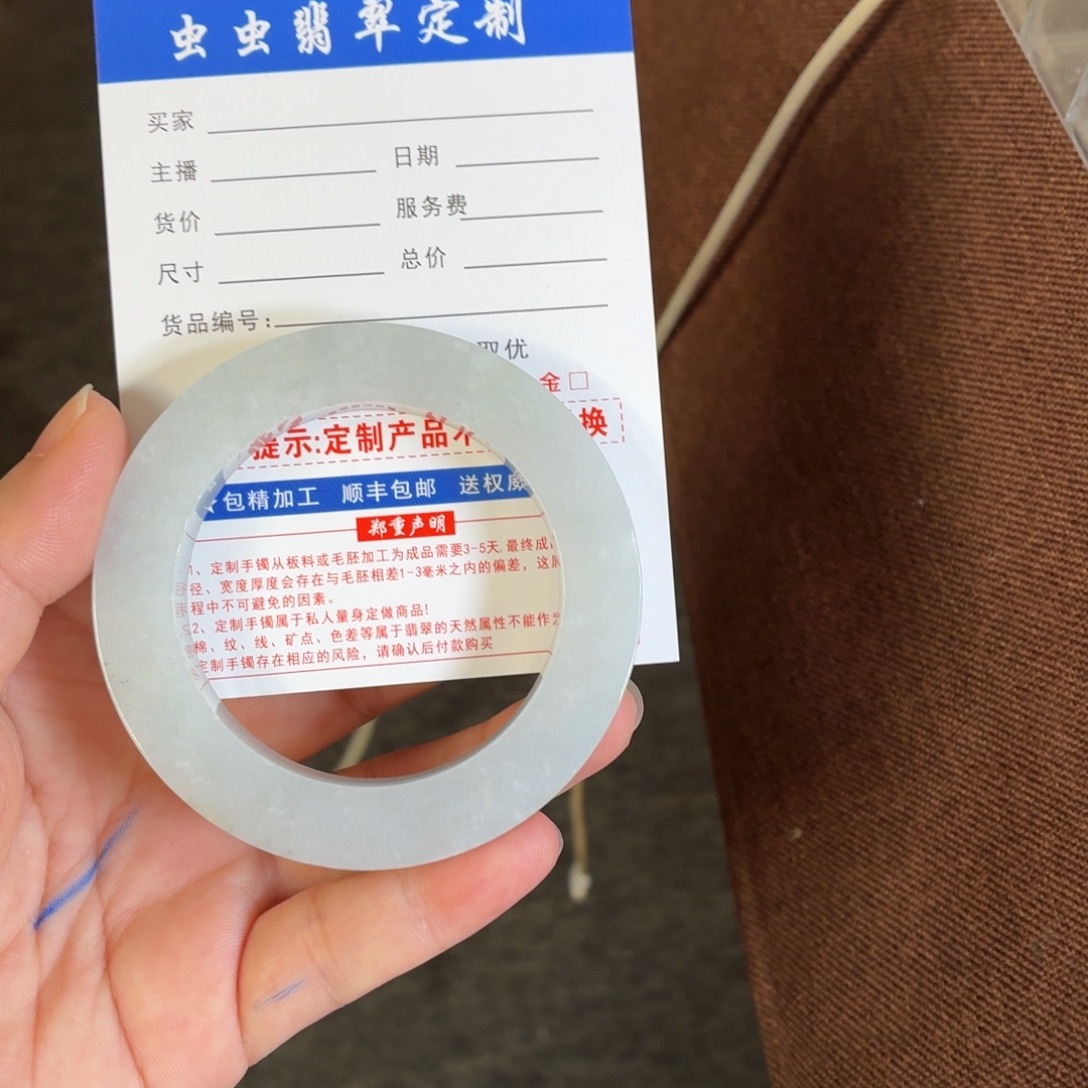 虫虫翡翠定制
买家
主播 日期
货价 服务费
尺寸 总价
货品编号:
取优
金□
提示:定制产品不 换
包精加工 顺丰包邮 送权威
郑重声明
1、定制手镯从板料或毛胚加工为成品需要3-5天,最终成
径、宽度厚度会存在与毛胚相差1-3毫米之内的偏差,这属
程中不可避免的因素。
2、定制手镯属于私人量身定做商品!
棉、纹、线、矿点、色差等属于翡翠的天然属性不能作为
定制手镯存在相应的风险，请确认后付款购买